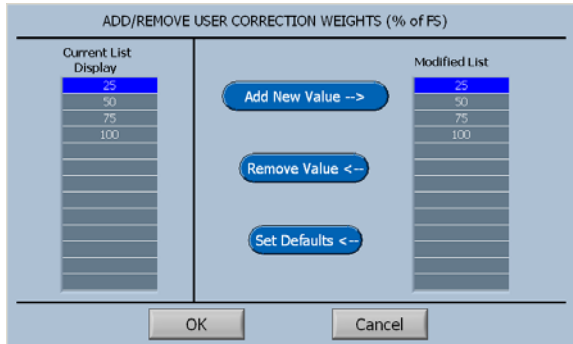 ADD/REMOVE USER CORRECTION WEIGHTS (% of FS)
Current List
Display
25
50
75
100
Add New Value -->
Remove Value <--
Set Defaults <--
Modified List
25
50
75
100
OK
Cancel